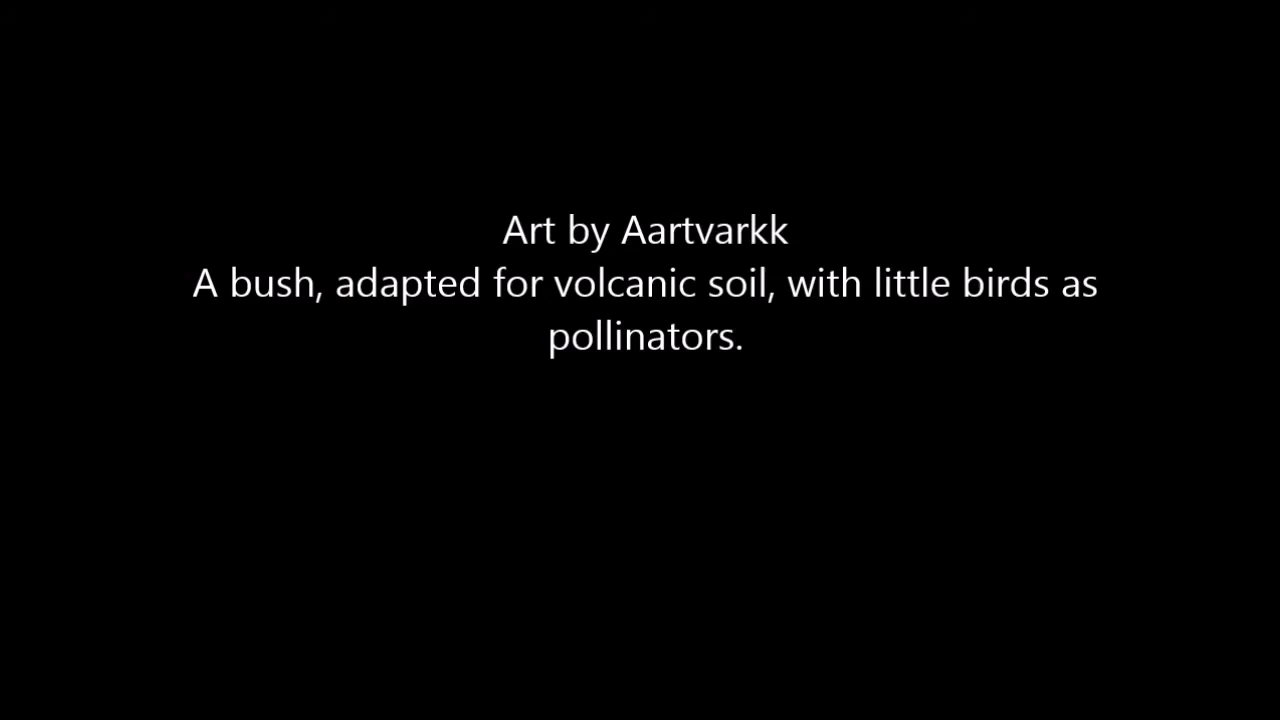 Art by Aartvarkk
A bush, adapted for volcanic soil, with little birds as
pollinators.